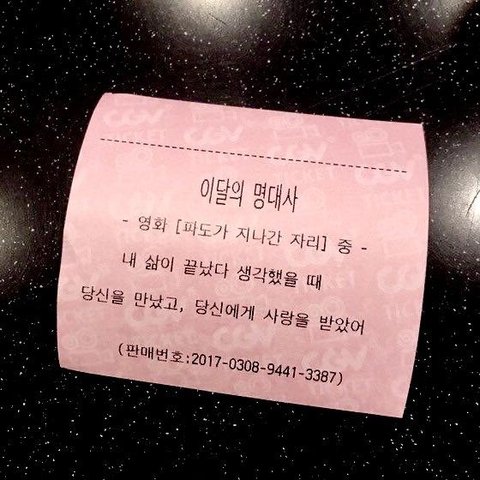 이달의 명대사
- 영화 [파도가 지나간 자리] 중 -
내 삶이 끝났다 생각했을 때
당신을 만났고, 당신에게 사랑을 받았어
(판매번호:2017-0308-9441-3387)